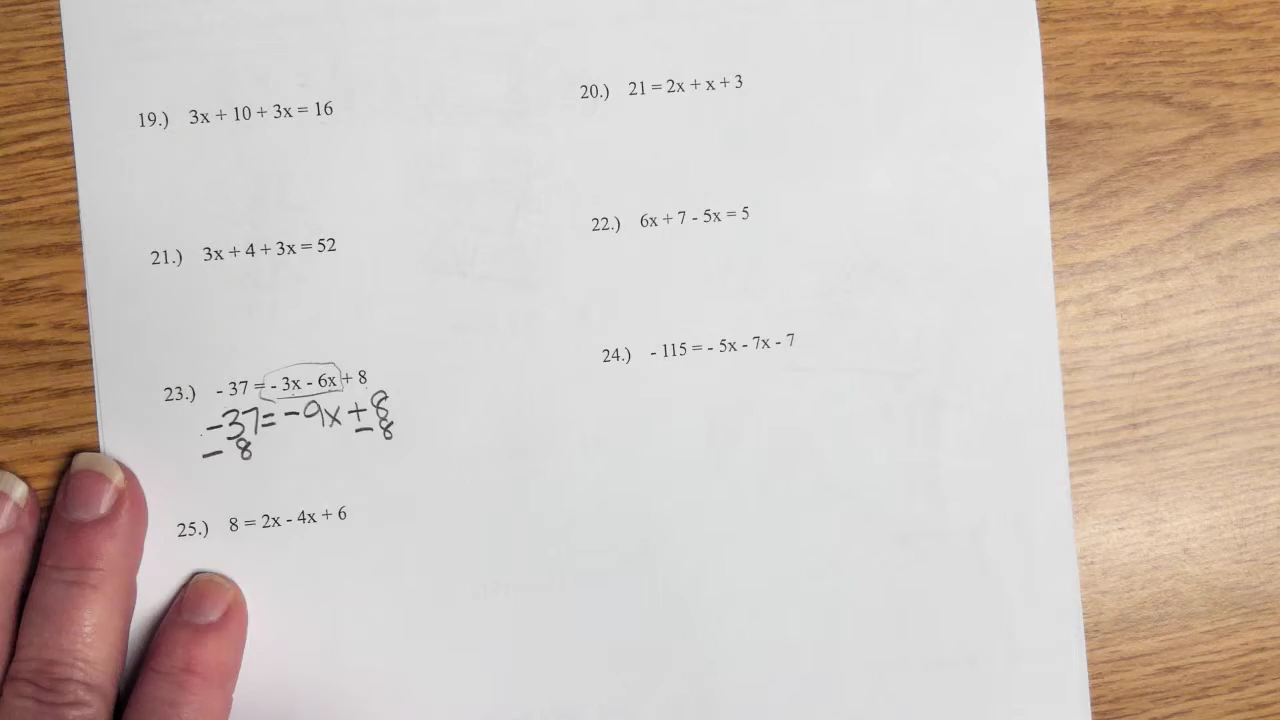 19.) 3x + 10 + 3x = 16
20.) 21 = 2x + x + 3
21.) 3x + 4 + 3x = 52
22.) 6x + 7 - 5x = 5
23.) - 37 = - 3x - 6x + 8
-37 = -9x + 8
- 8 - 8
24.) - 115 = - 5x - 7x - 7
25.) 8 = 2x - 4x + 6